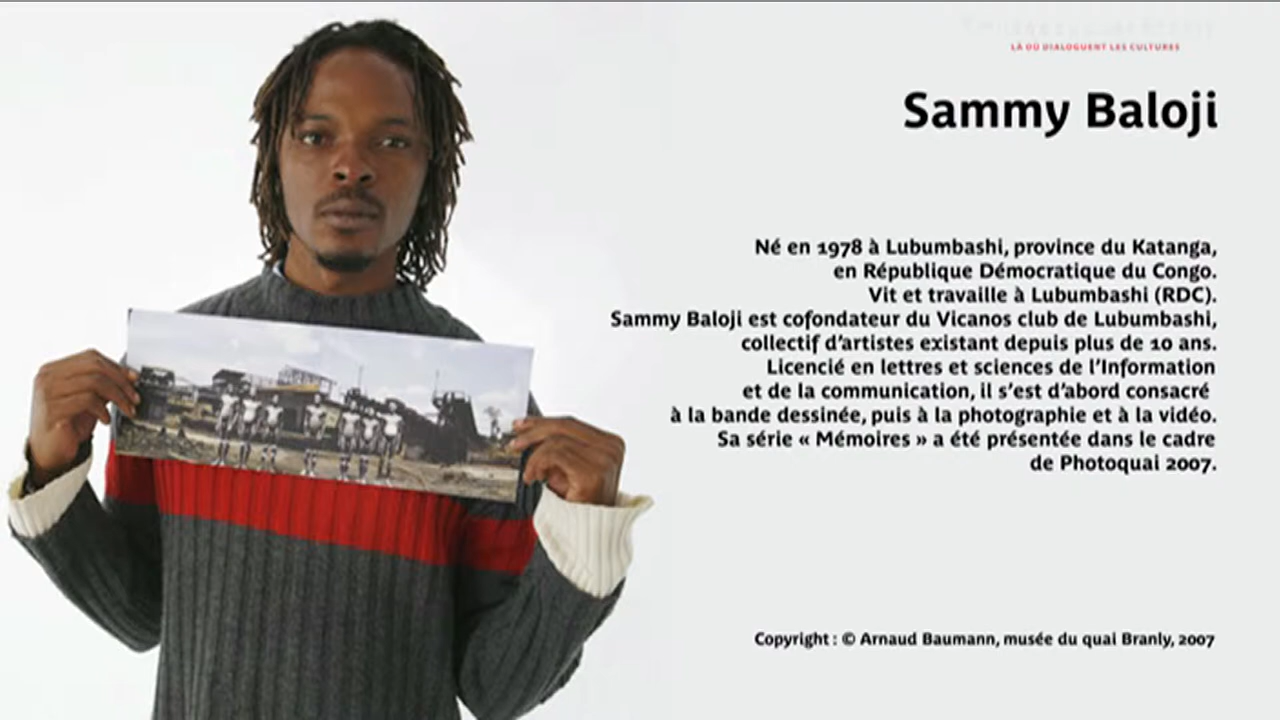 LÀ OÙ DIALOGUENT LES CULTURES
Sammy Baloji
Né en 1978 à Lubumbashi, province du Katanga,
en République Démocratique du Congo.
Vit et travaille à Lubumbashi (RDC).
Sammy Baloji est cofondateur du Vicanos club de Lubumbashi,
collectif d'artistes existant depuis plus de 10 ans.
Licencié en lettres et sciences de l'Information
et de la communication, il s'est d'abord consacré
à la bande dessinée, puis à la photographie et à la vidéo.
Sa série « Mémoires » a été présentée dans le cadre
de Photoquai 2007.
Copyright : © Arnaud Baumann, musée du quai Branly, 2007